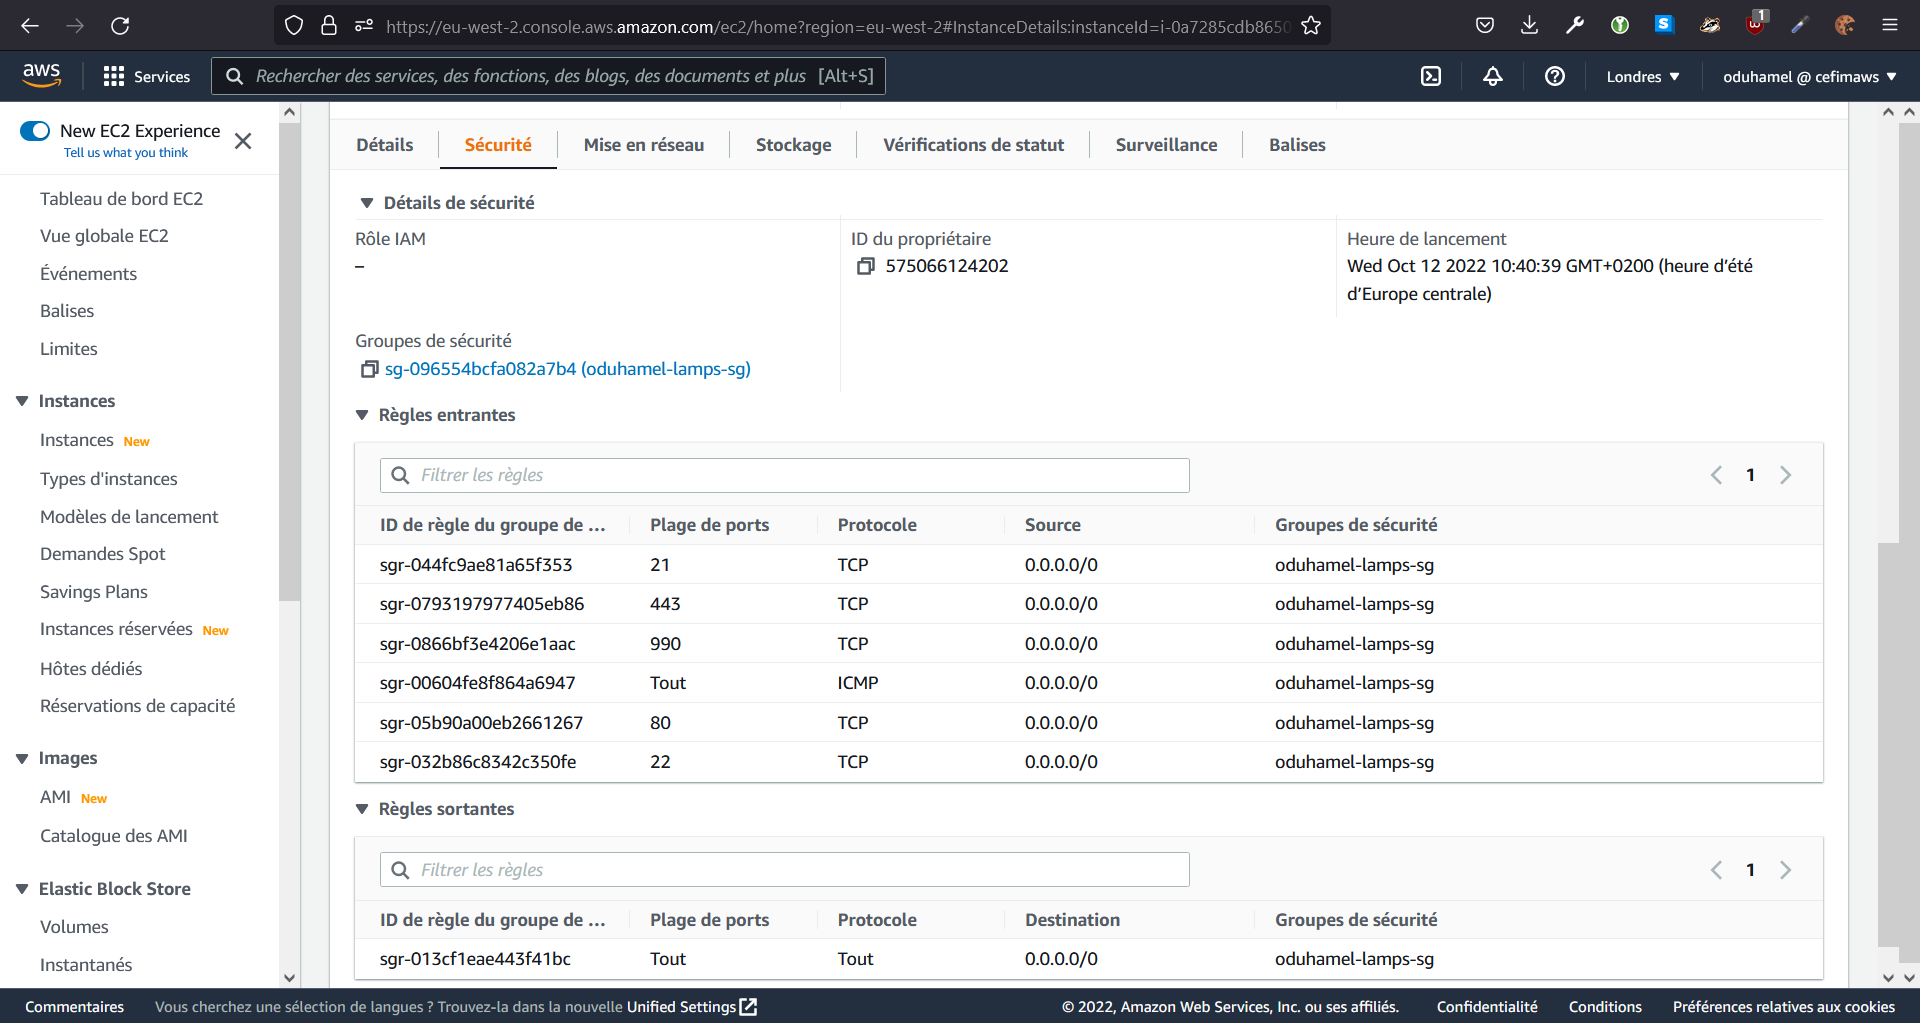 https://eu-west-2.console.aws.amazon.com/ec2/home?region=eu-west-2#InstanceDetails:instanceId=i-0a7285cdb8650
1
aws
Services
Rechercher des services, des fonctions, des blogs, des documents et plus [Alt+S]
Londres ▼
oduhamel @ cefimaws ▼
New EC2 Experience
Tell us what you think
Tableau de bord EC2
Vue globale EC2
Événements
Balises
Limites
Instances
Instances New
Types d'instances
Modèles de lancement
Demandes Spot
Savings Plans
Instances réservées New
Hôtes dédiés
Réservations de capacité
Images
AMI New
Catalogue des AMI
Elastic Block Store
Volumes
Instantanés
Détails
Sécurité
Mise en réseau
Stockage
Vérifications de statut
Surveillance
Balises
Détails de sécurité
Rôle IAM
–
ID du propriétaire
575066124202
Heure de lancement
Wed Oct 12 2022 10:40:39 GMT+0200 (heure d’été
d’Europe centrale)
Groupes de sécurité
sg-096554bcfa082a7b4 (oduhamel-lamps-sg)
Règles entrantes
Filtrer les règles
1
ID de règle du groupe de ... Plage de ports Protocole Source Groupes de sécurité
sgr-044fc9ae81a65f353 21 TCP 0.0.0.0/0 oduhamel-lamps-sg
sgr-0793197977405eb86 443 TCP 0.0.0.0/0 oduhamel-lamps-sg
sgr-0866bf3e4206e1aac 990 TCP 0.0.0.0/0 oduhamel-lamps-sg
sgr-00604fe8f864a6947 Tout ICMP 0.0.0.0/0 oduhamel-lamps-sg
sgr-05b90a00eb2661267 80 TCP 0.0.0.0/0 oduhamel-lamps-sg
sgr-032b86c8342c350fe 22 TCP 0.0.0.0/0 oduhamel-lamps-sg
Règles sortantes
Filtrer les règles
1
ID de règle du groupe de ... Plage de ports Protocole Destination Groupes de sécurité
sgr-013cf1eae443f41bc Tout Tout 0.0.0.0/0 oduhamel-lamps-sg
Commentaires
Vous cherchez une sélection de langues ? Trouvez-la dans la nouvelle Unified Settings
© 2022, Amazon Web Services, Inc. ou ses affiliés.
Confidentialité
Conditions
Préférences relatives aux cookies